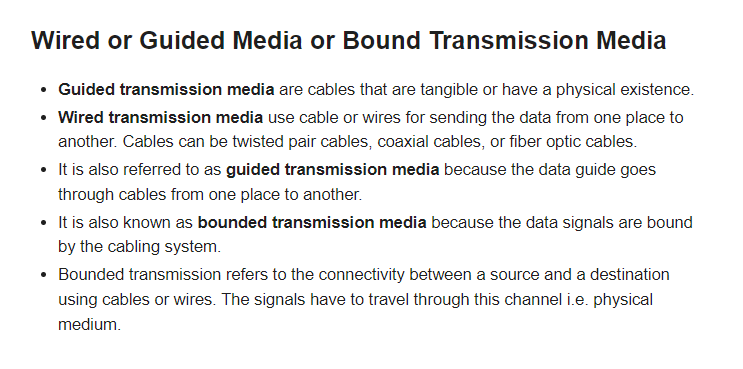 Wired or Guided Media or Bound Transmission Media
• Guided transmission media are cables that are tangible or have a physical existence.
• Wired transmission media use cable or wires for sending the data from one place to
another. Cables can be twisted pair cables, coaxial cables, or fiber optic cables.
• It is also referred to as guided transmission media because the data guide goes
through cables from one place to another.
• It is also known as bounded transmission media because the data signals are bound
by the cabling system.
• Bounded transmission refers to the connectivity between a source and a destination
using cables or wires. The signals have to travel through this channel i.e. physical
medium.